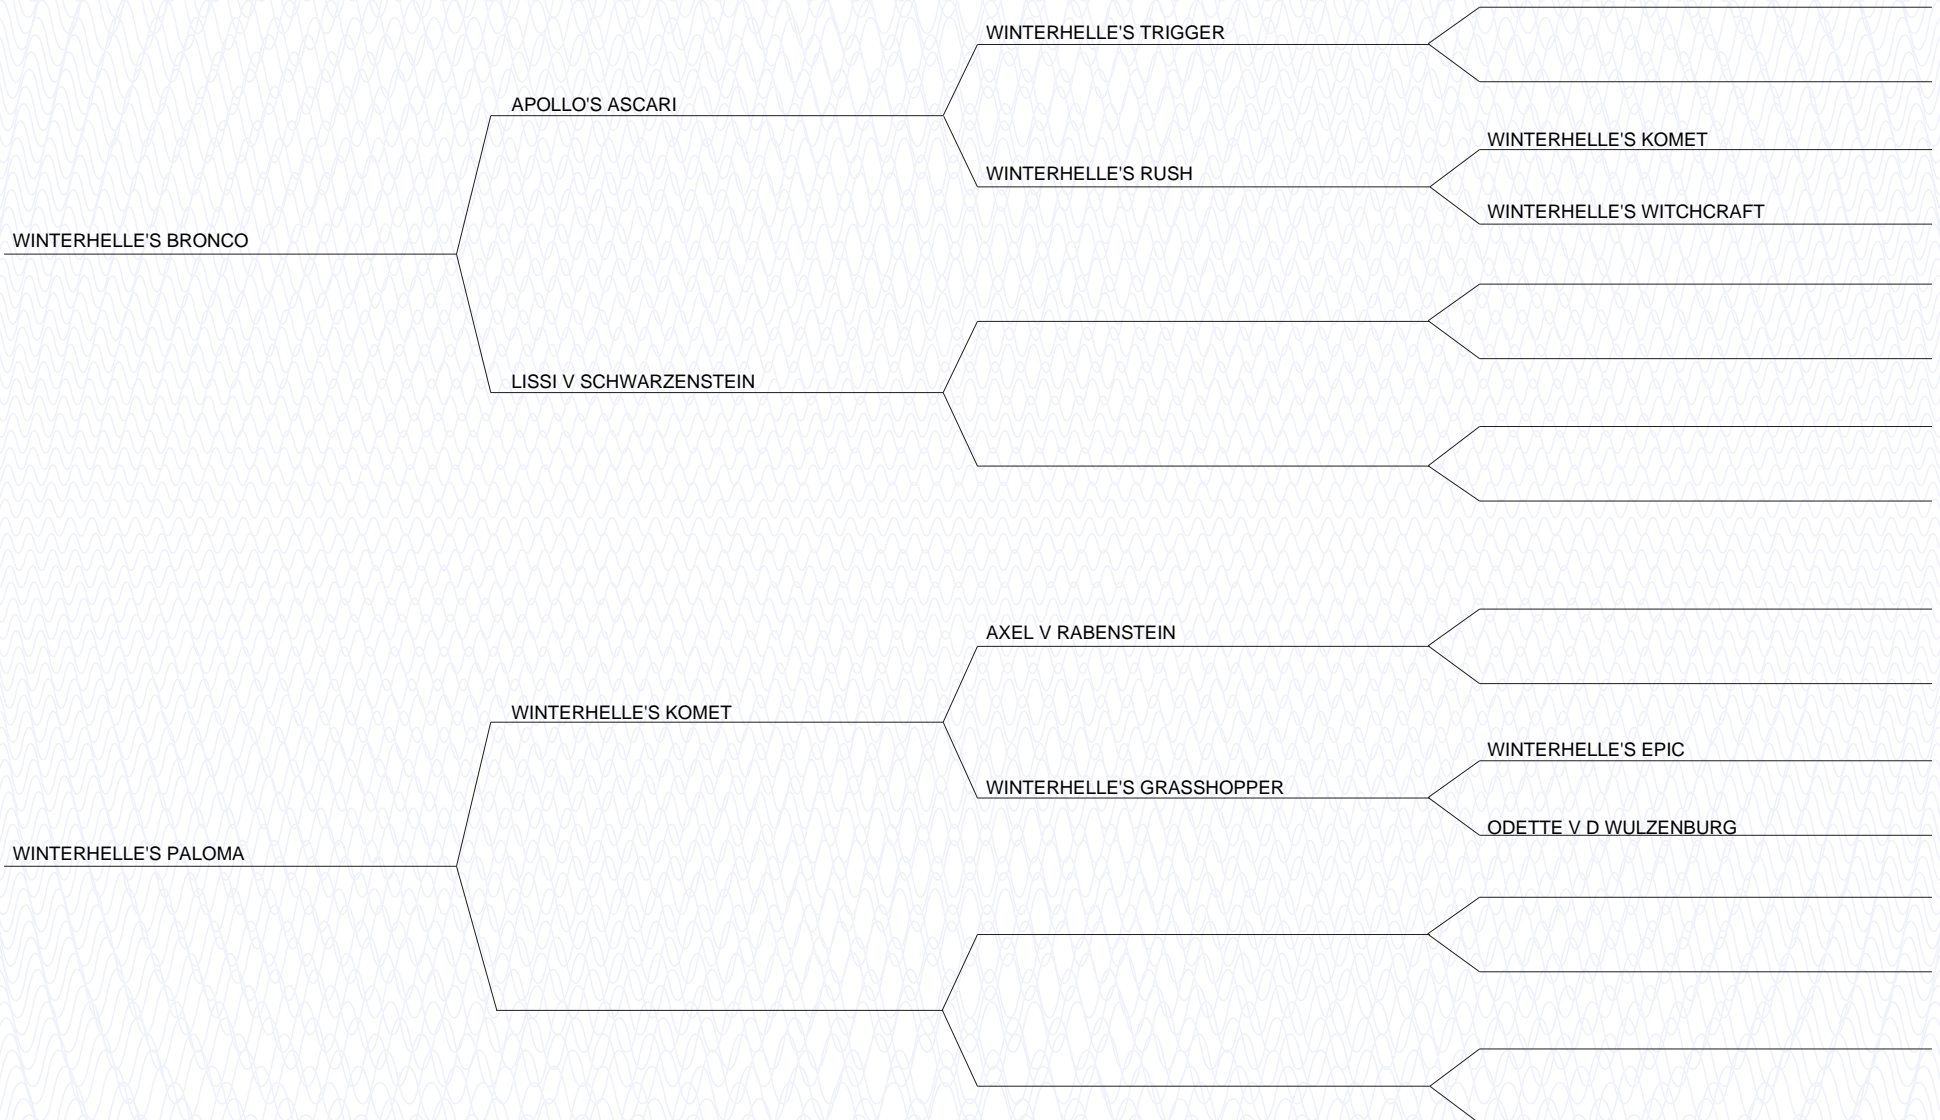 WINTERHELLE'S TRIGGER
APOLLO'S ASCARI
WINTERHELLE'S KOMET
WINTERHELLE'S RUSH
WINTERHELLE'S WITCHCRAFT
WINTERHELLE'S BRONCO
LISSI V SCHWARZENSTEIN
AXEL V RABENSTEIN
WINTERHELLE'S KOMET
WINTERHELLE'S EPIC
WINTERHELLE'S GRASSHOPPER
ODETTE V D WULZENBURG
WINTERHELLE'S PALOMA